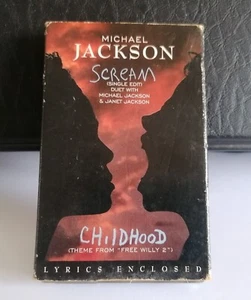 MICHAEL
JACKSON
SCREAM
(SINGLE EDIT)
DUET WITH
MICHAEL JACKSON
& JANET JACKSON
CHILDHOOD
(THEME FROM "FREE WILLY 2")
LYRICS ENCLOSED